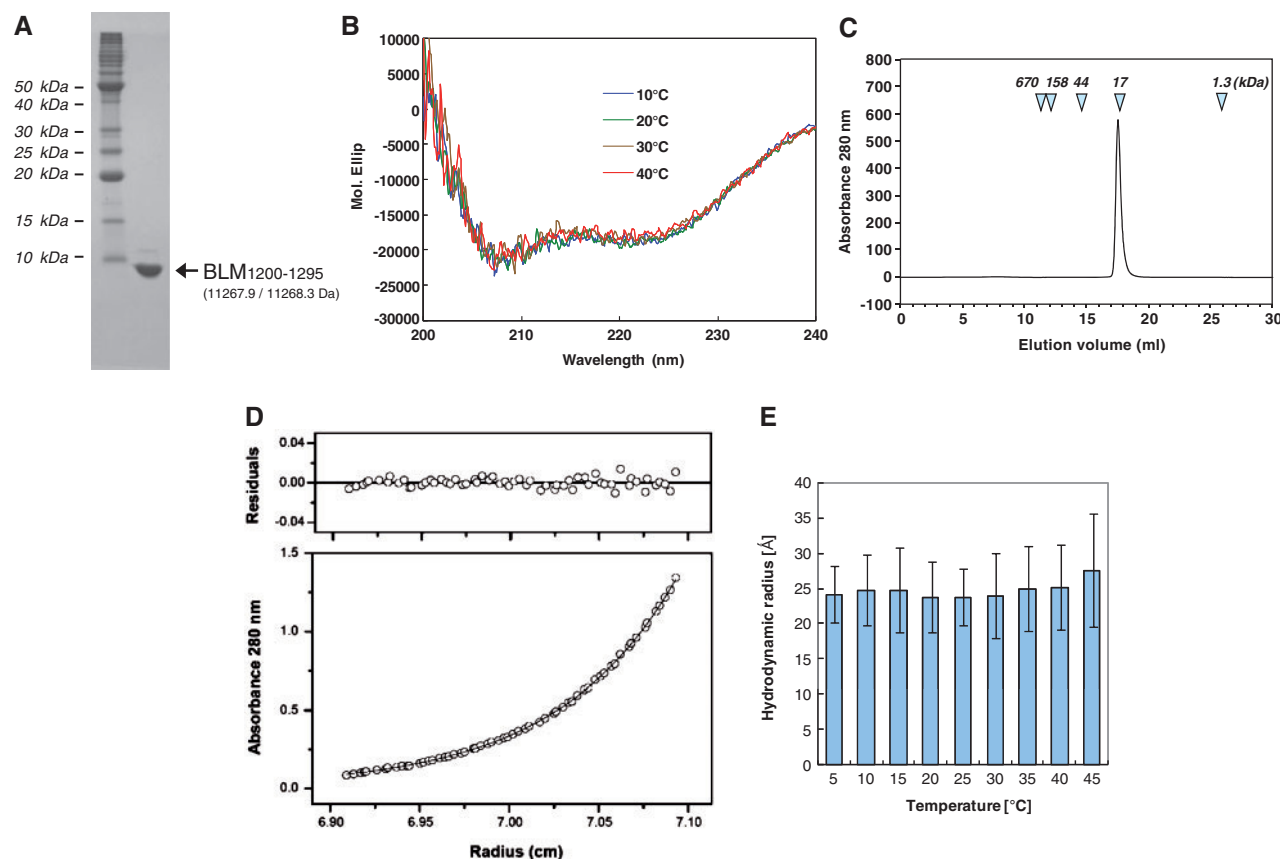 A
50 kDa
40 kDa
30 kDa
25 kDa
20 kDa
15 kDa
10 kDa
BLM1200-1295
(11267.9 / 11268.3 Da)
B
Mol. Ellip
10000
5000
0
-5000
-10000
-15000
-20000
-25000
-30000
10°C
20°C
30°C
40°C
200 210 220 230 240
Wavelength (nm)
C
Absorbance 280 nm
800
700
600
500
400
300
200
100
0
-100
670 158 44 17 1.3 (kDa)
0 5 10 15 20 25 30
Elution volume (ml)
D
Residuals
0.04
0.00
-0.04
Absorbance 280 nm
1.5
1.0
0.5
0.0
6.90 6.95 7.00 7.05 7.10
Radius (cm)
E
Hydrodynamic radius [Å]
40
35
30
25
20
15
10
5
0
5 10 15 20 25 30 35 40 45
Temperature [°C]